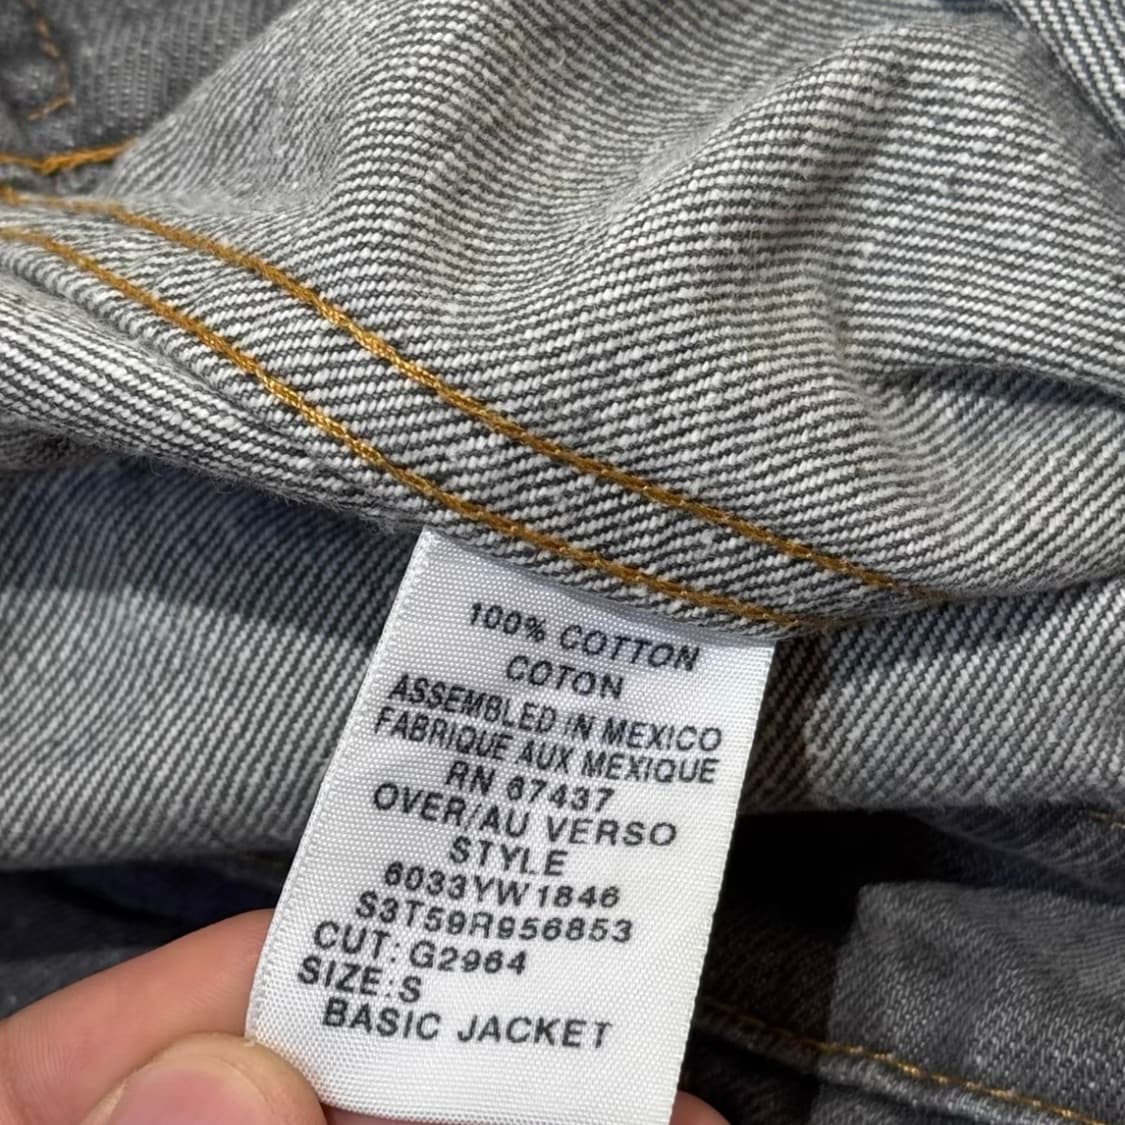 100% COTTON
COTON
ASSEMBLED IN MEXICO
FABRIQUE AUX MEXIQUE
RN 67437
OVER/AU VERSO
STYLE
6033YW1846
S3T59R956853
CUT: G2964
SIZE:S
BASIC JACKET